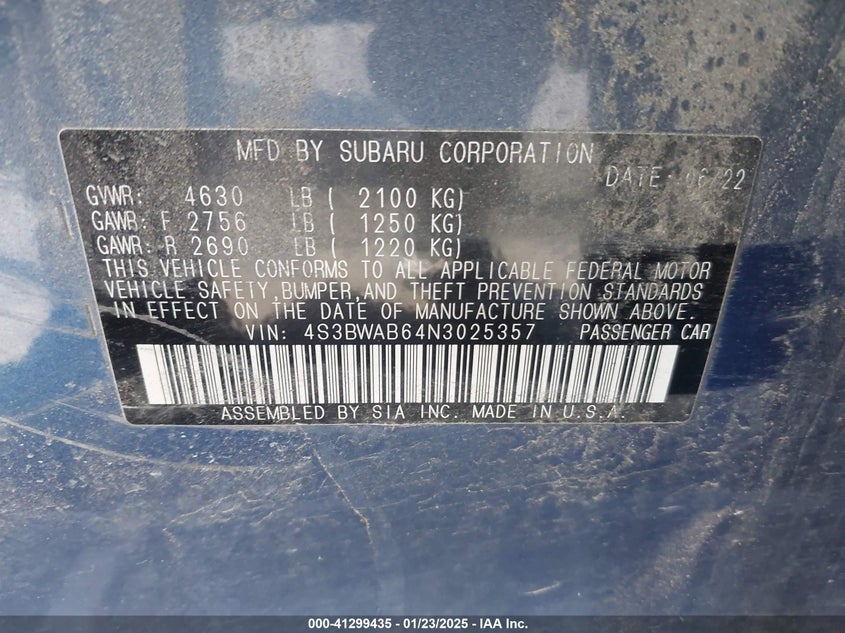 MFD BY SUBARU CORPORATION
DATE: 06/22
GVWR: 4630 LB ( 2100 KG)
GAWR: F 2756 LB ( 1250 KG)
GAWR: R 2690 LB ( 1220 KG)
THIS VEHICLE CONFORMS TO ALL APPLICABLE FEDERAL MOTOR
VEHICLE SAFETY,BUMPER,AND THEFT PREVENTION STANDARDS
IN EFFECT ON THE DATE OF MANUFACTURE SHOWN ABOVE.
VIN: 4S3BWAB64N3025357 PASSENGER CAR
ASSEMBLED BY SIA INC. MADE IN U.S.A.
000-41299435 - 01/23/2025 - IAA Inc.